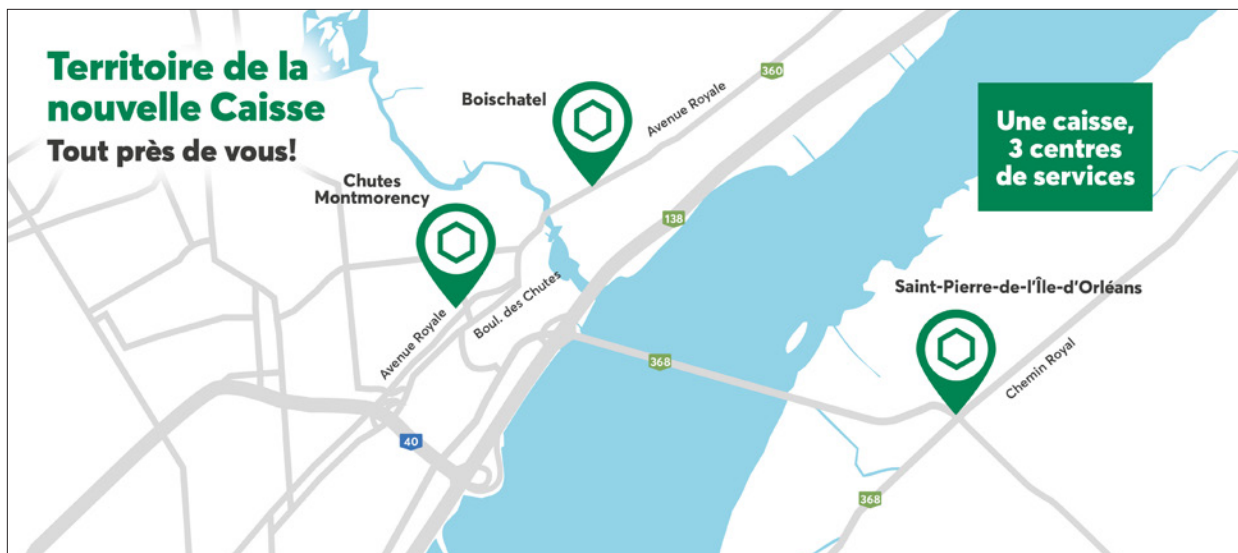 Territoire de la
nouvelle Caisse
Tout près de vous!
Boischatel
Avenue Royale
360
Une caisse,
3 centres
de services
Chutes
Montmorency
138
Boul. des Chutes
Avenue Royale
Saint-Pierre-de-l'Île-d'Orléans
368
Chemin Royal
40
368